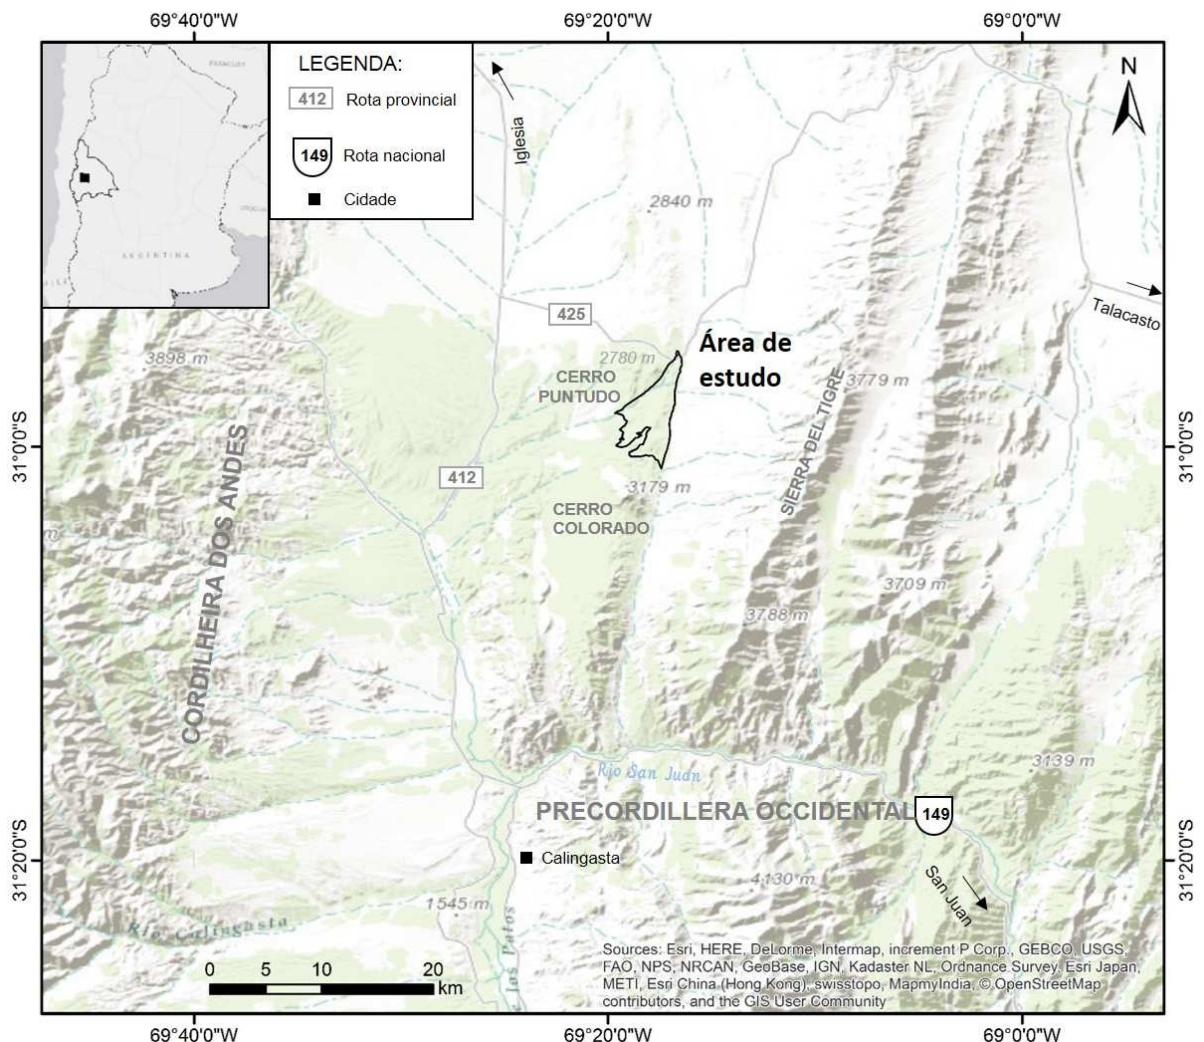 69°40'0"W 69°20'0"W 69°0'0"W
PARAGUAY
ARGENTINA
LEGENDA:
412 Rota provincial
149 Rota nacional
Cidade
N
Iglesia
2840 m
Talacasto
425
3898 m
2780 m
Área de
estudo
CERRO
PUNTUDO
3779 m
SIERRA DEL TIGRE
31°0'0"S 31°0'0"S
CORDILHEIRA DOS ANDES
412
3179 m
CERRO
COLORADO
3709 m
3788 m
Río San Juan
3139 m
PRECORDILLERA OCCIDENTAL
149
31°20'0"S 31°20'0"S
Calingasta
4130 m
San Juan
1545 m
Río Calingasta
los Patos
0 5 10 20
km
Sources: Esri, HERE, DeLorme, Intermap, increment P Corp., GEBCO, USGS,
FAO, NPS, NRCAN, GeoBase, IGN, Kadaster NL, Ordnance Survey, Esri Japan,
METI, Esri China (Hong Kong), swisstopo, MapmyIndia, © OpenStreetMap
contributors, and the GIS User Community
69°40'0"W 69°20'0"W 69°0'0"W